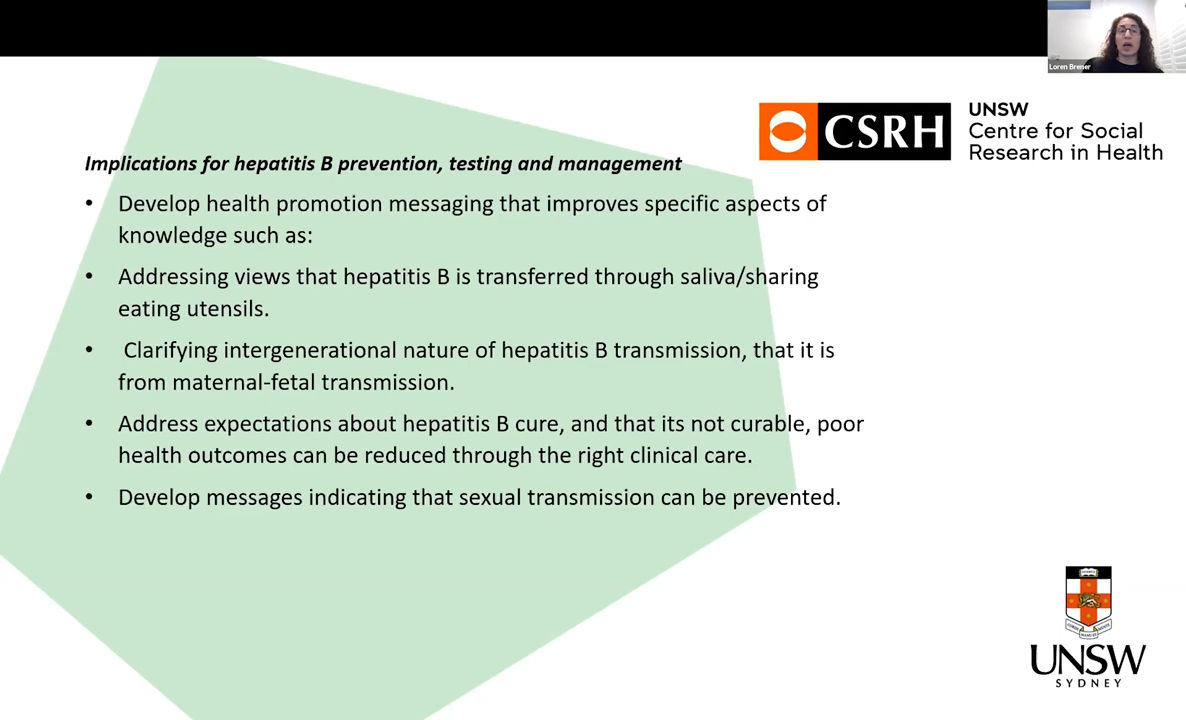 Loren Brener
CSRH
UNSW
Centre for Social
Research in Health
Implications for hepatitis B prevention, testing and management
• Develop health promotion messaging that improves specific aspects of
knowledge such as:
• Addressing views that hepatitis B is transferred through saliva/sharing
eating utensils.
• Clarifying intergenerational nature of hepatitis B transmission, that it is
from maternal-fetal transmission.
• Address expectations about hepatitis B cure, and that its not curable, poor
health outcomes can be reduced through the right clinical care.
• Develop messages indicating that sexual transmission can be prevented.
UNSW
SYDNEY